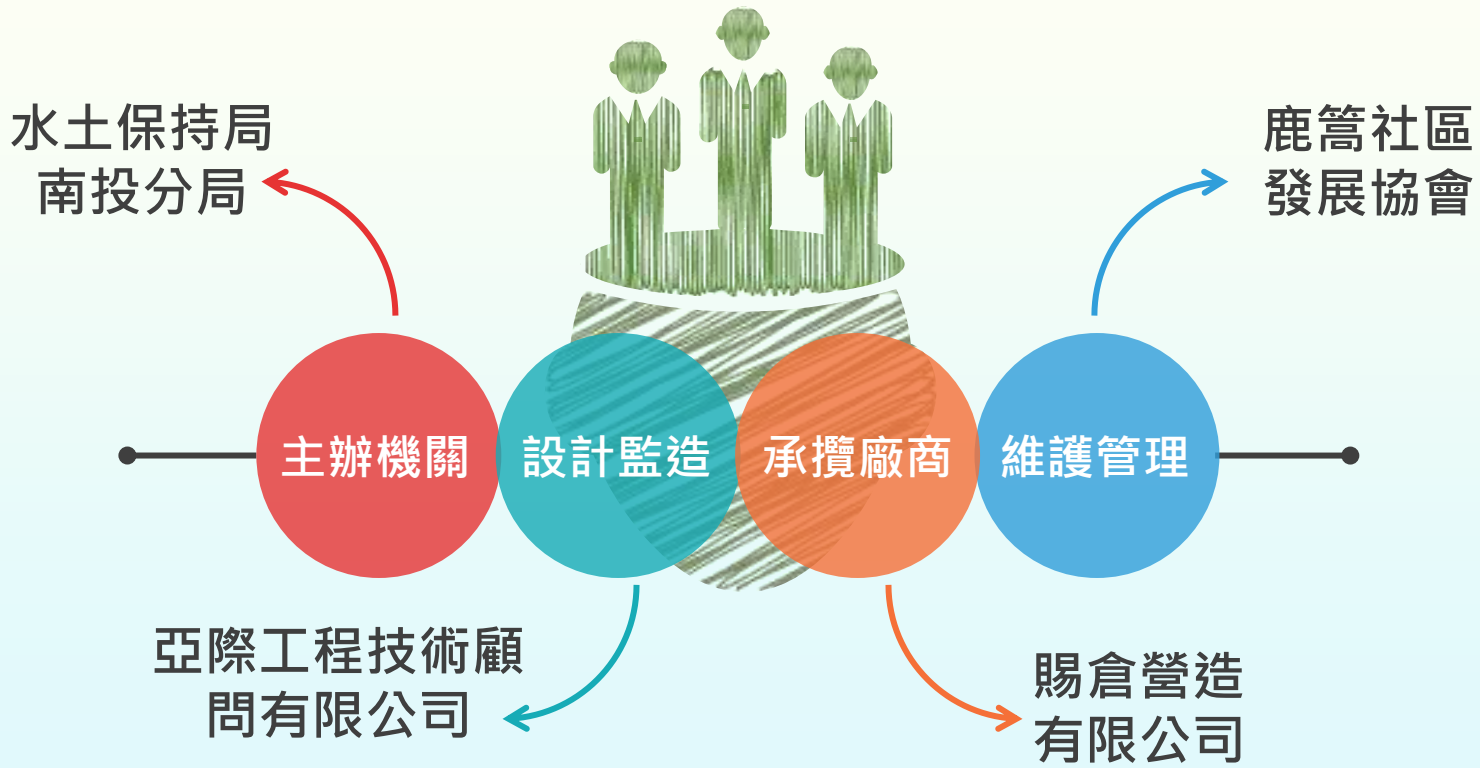 水土保持局
南投分局
鹿篙社區
發展協會
主辦機關
設計監造
承攬廠商
維護管理
亞際工程技術顧
問有限公司
賜倉營造
有限公司